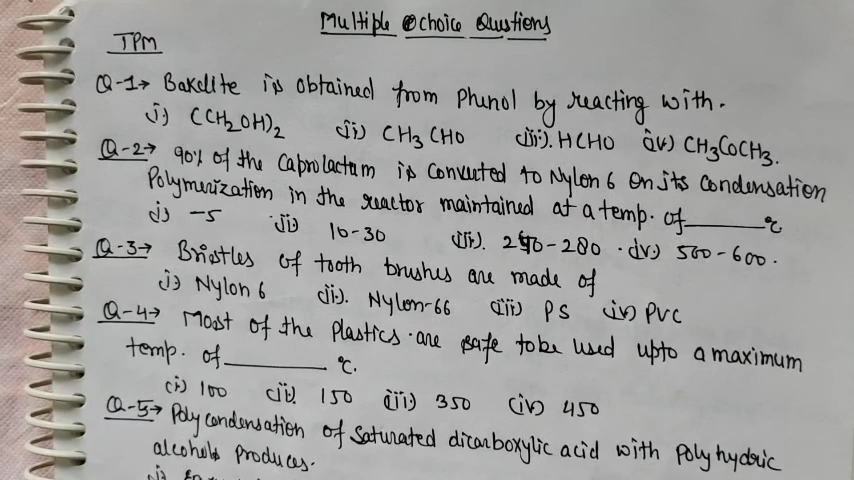 Multiple choice Qustions
TPM
Q-1→ Bakelite is obtained from Phenol by reacting with.
i) C(CH2OH)2 ii) CH3CHO iii). HCHO iv) CH3COCH3.
Q-2→ 90% of the Caprolactam is converted to Nylon 6 on its condensation
Polymerization in the reactor maintained at a temp. of ______ °C
i) -5 ii) 10-30 iii). 250-280 . iv) 500-600.
Q-3→ Bristles of tooth brushes are made of
i) Nylon 6 ii). Nylon-66 iii) PS iv) PVC
Q-4→ Most of the plastics are safe to be used upto a maximum
temp. of ______ °C.
(i) 100 ii). 150 iii) 350 (iv) 450
Q-5→ Polycondensation of saturated dicarboxylic acid with polyhydric
alcohols produces.